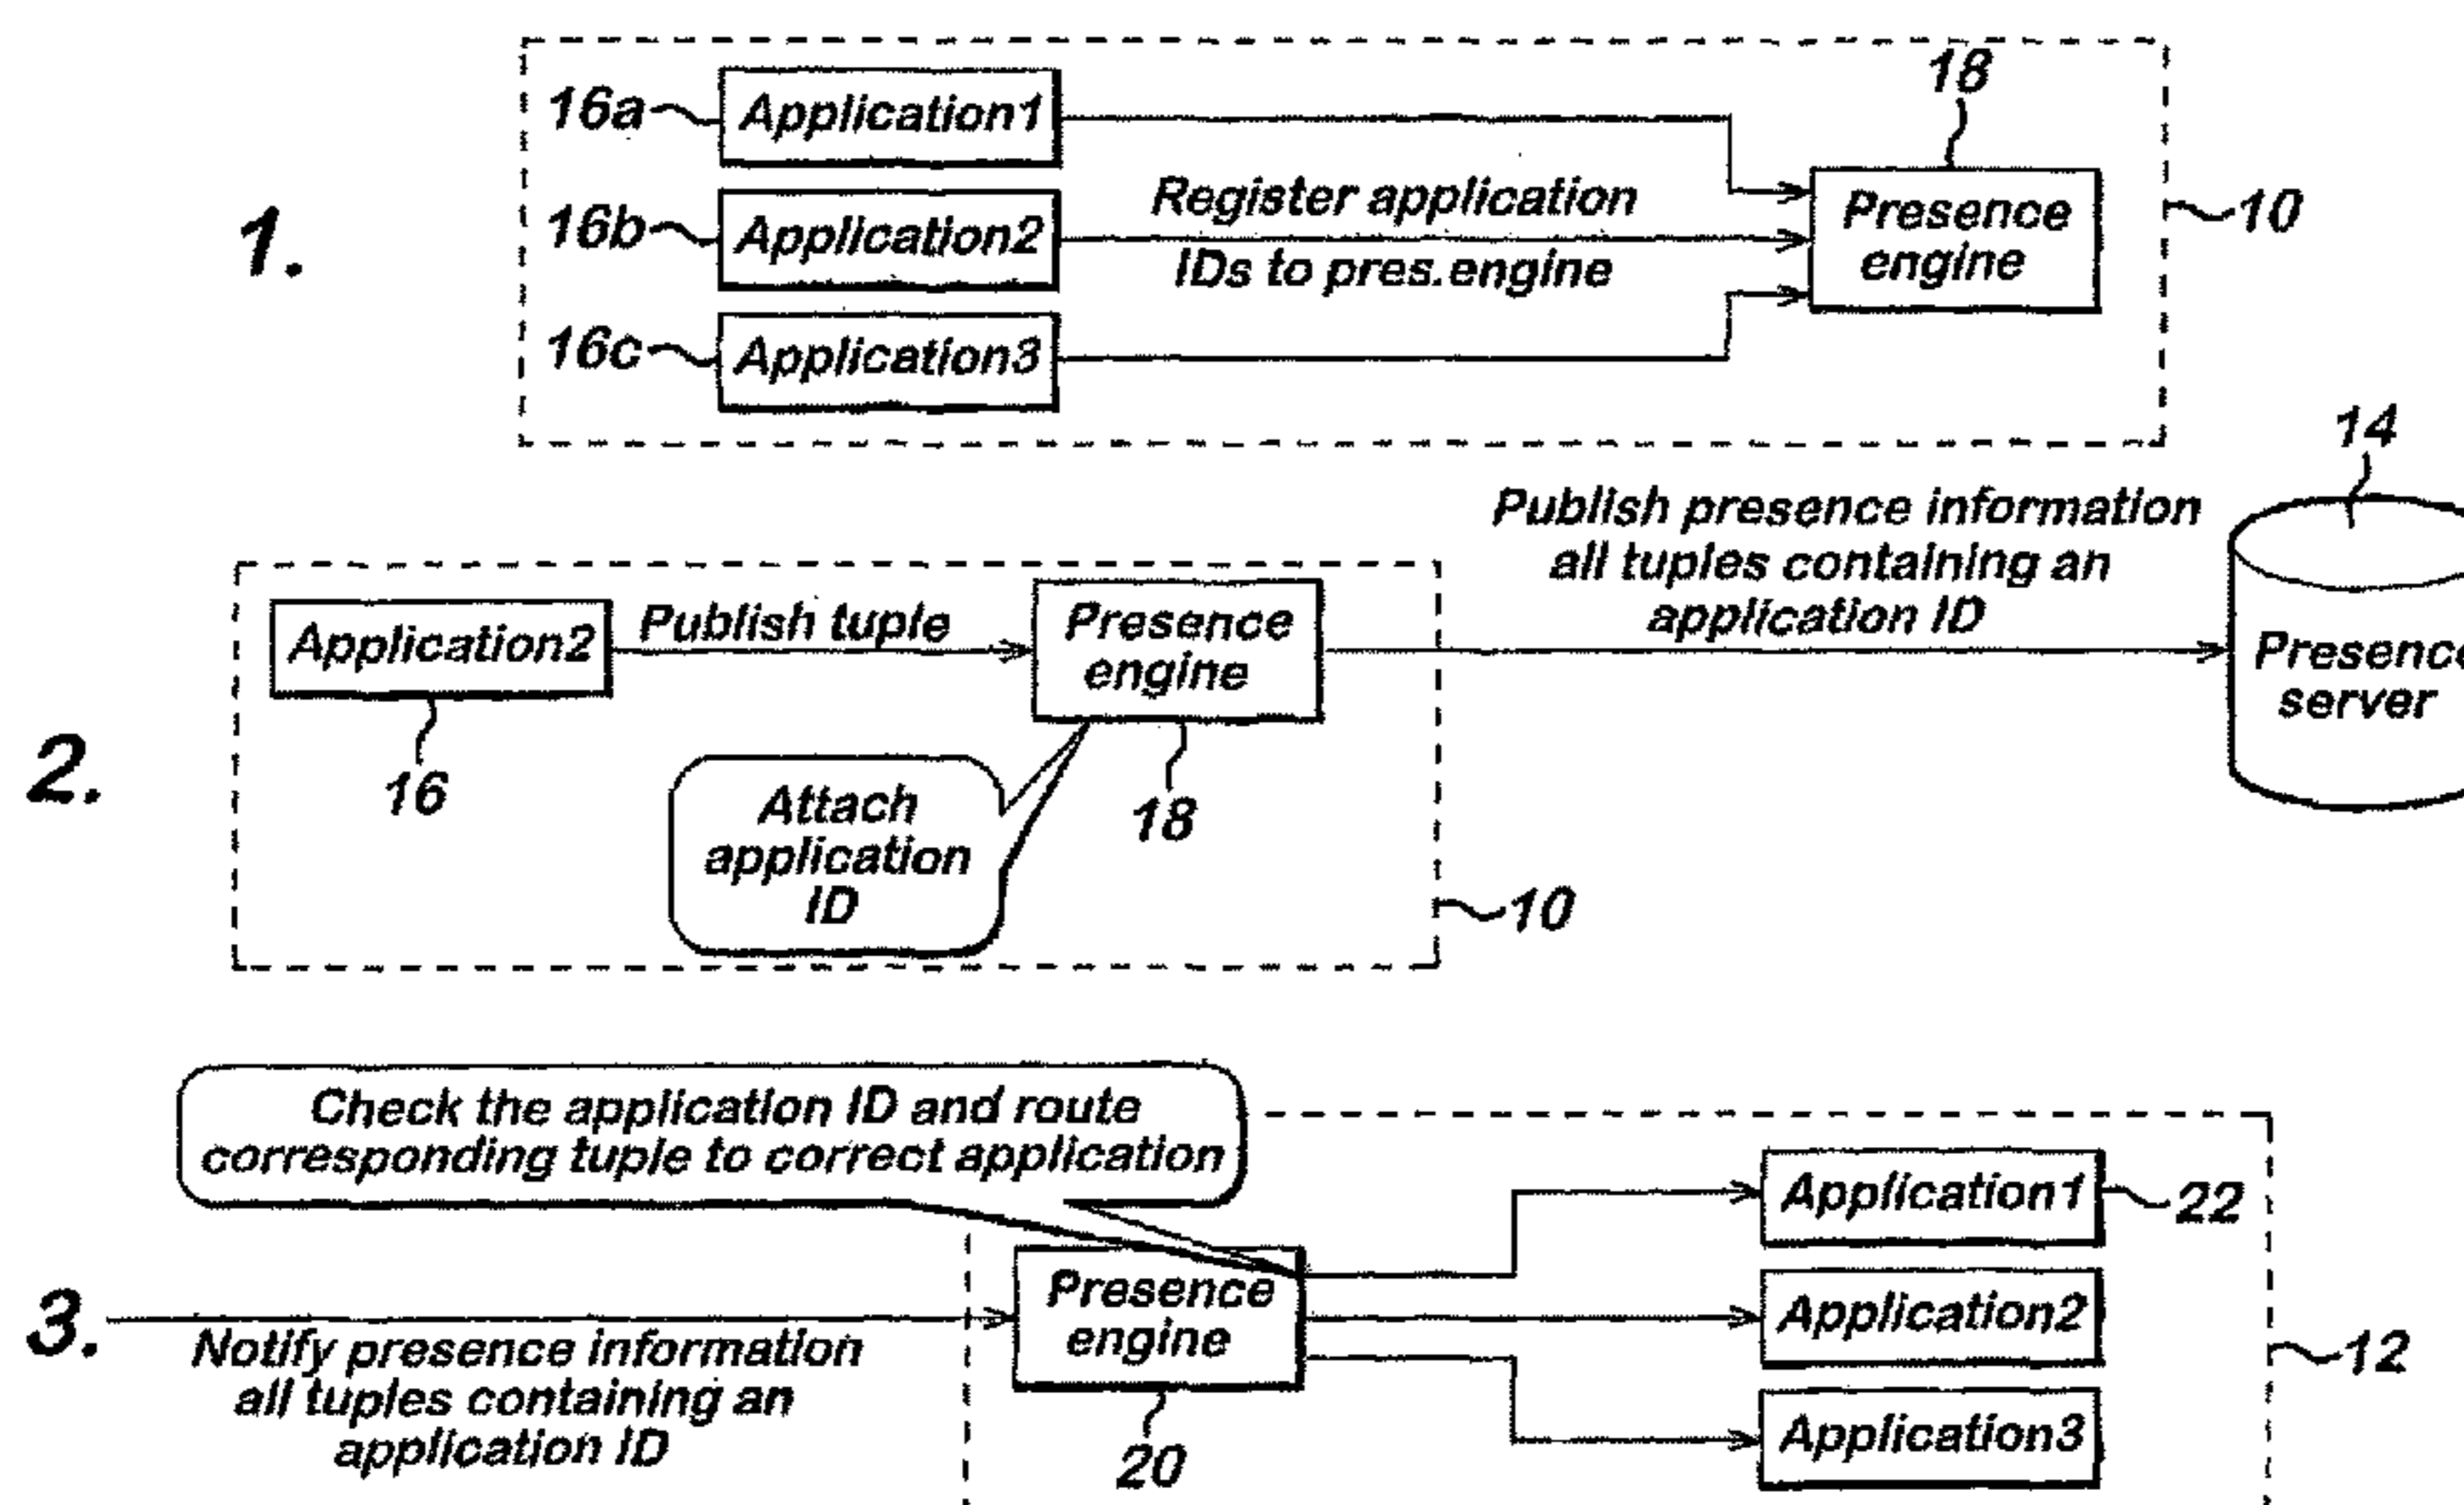 1.
16a
Application1
16b
Application2
16c
Application3
Register application
IDs to pres.engine
18
Presence
engine
10
2.
Application2
16
Publish tuple
Presence
engine
18
Attach
application
ID
10
Publish presence information
all tuples containing an
application ID
14
Presence
server
3.
Notify presence information
all tuples containing an
application ID
Check the application ID and route
corresponding tuple to correct application
Presence
engine
20
Application1
22
Application2
Application3
12